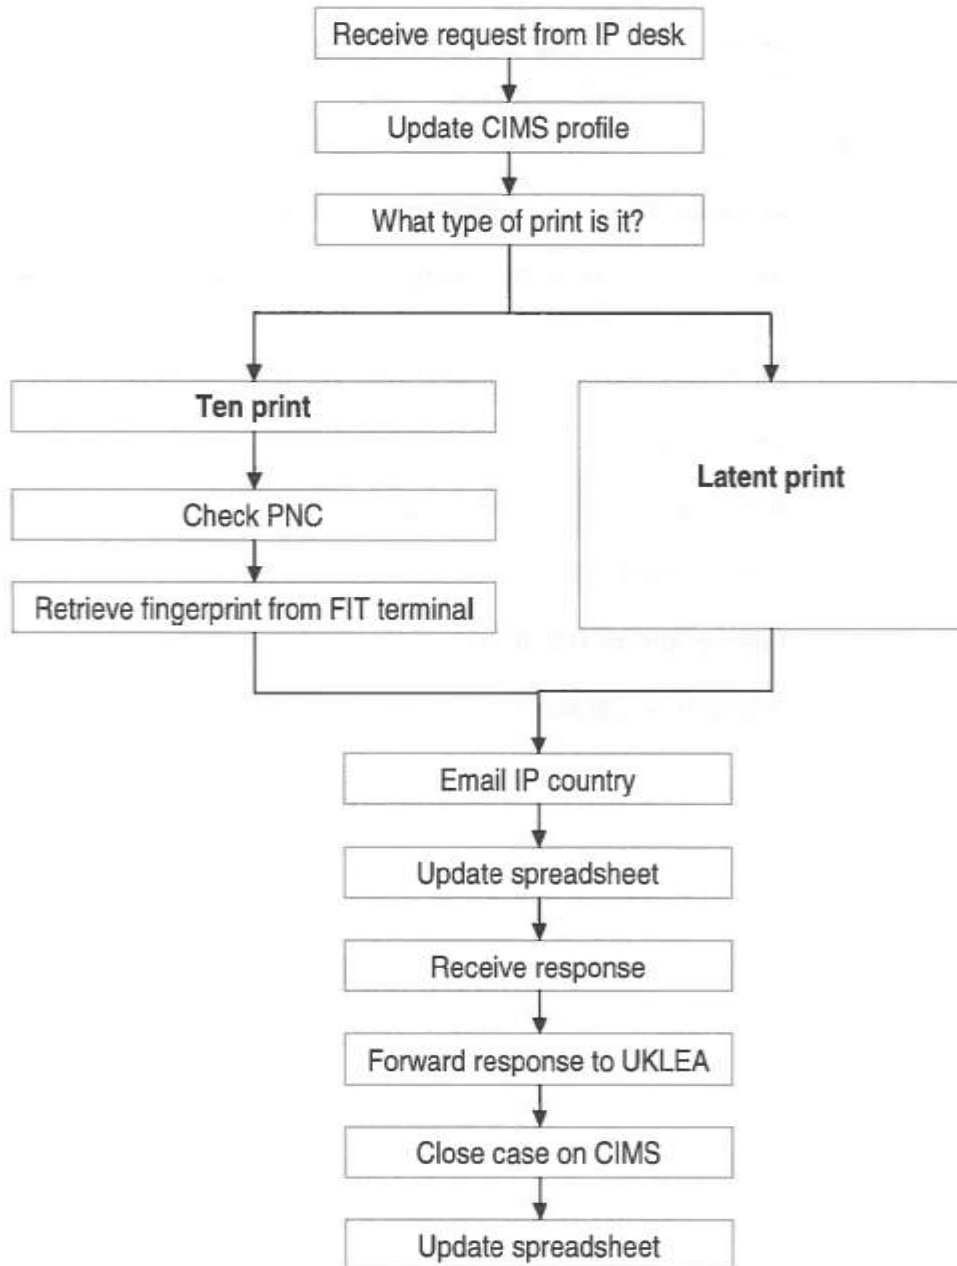 Receive request from IP desk
Update CIMS profile
What type of print is it?
Ten print
Check PNC
Retrieve fingerprint from FIT terminal
Latent print
Email IP country
Update spreadsheet
Receive response
Forward response to UKLEA
Close case on CIMS
Update spreadsheet